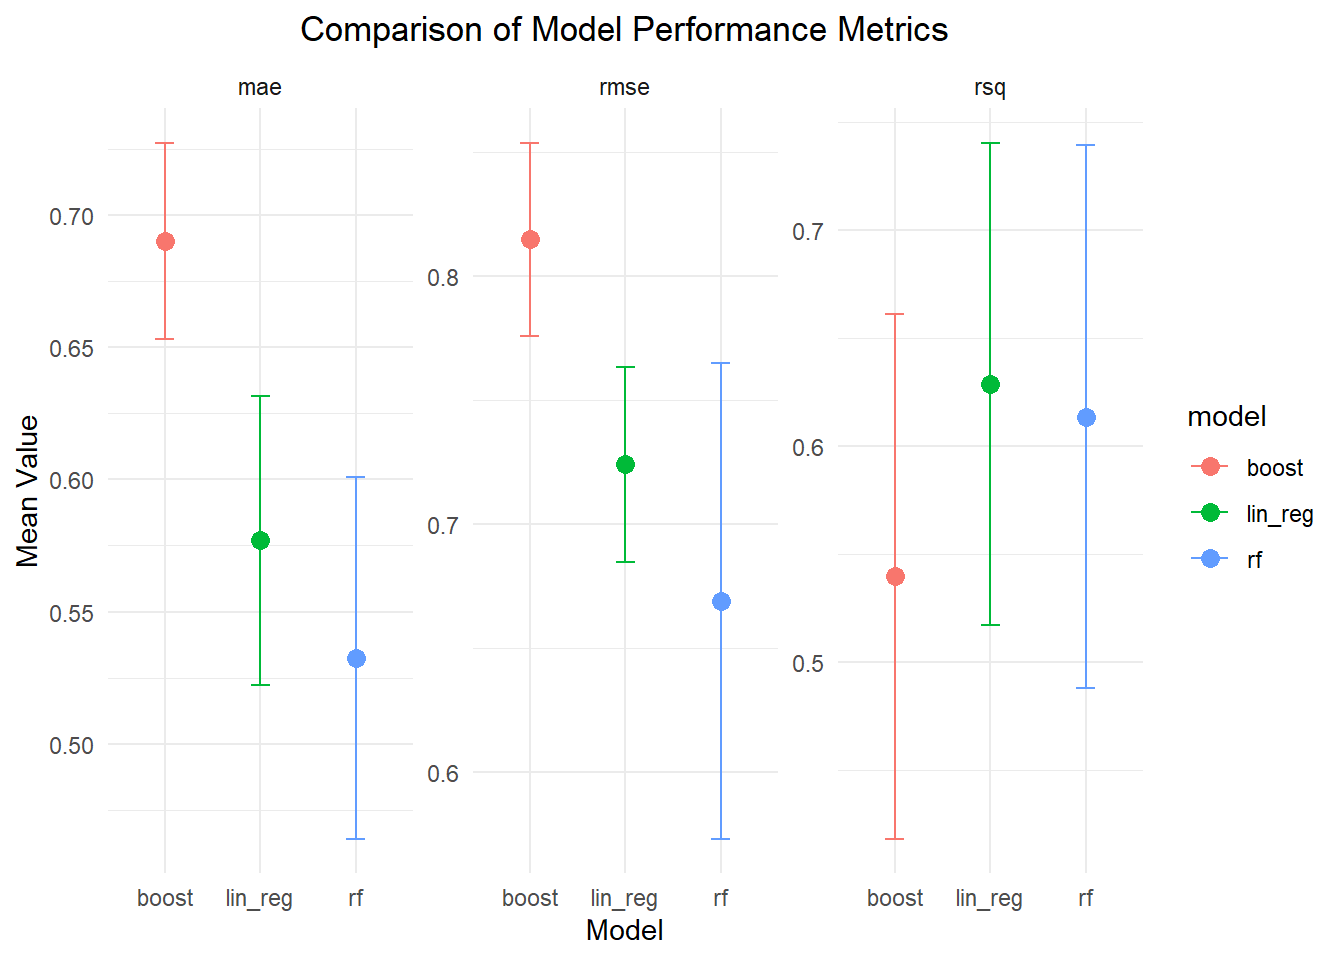 Comparison of Model Performance Metrics
mae
rmse
rsq
0.70
0.65
0.60
0.55
0.50
0.8
0.7
0.6
0.7
0.6
0.5
Mean Value
boost lin_reg rf
boost lin_reg rf
boost lin_reg rf
Model
model
boost
lin_reg
rf